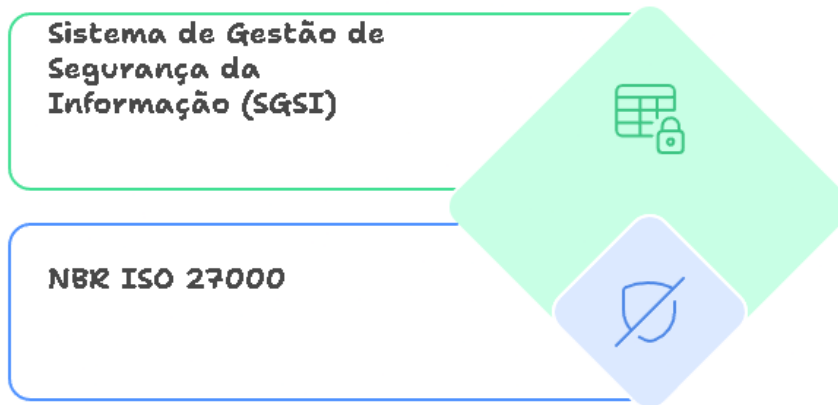 Sistema de Gestão de
Segurança da
Informação (SGSI)
NBR ISO 27000